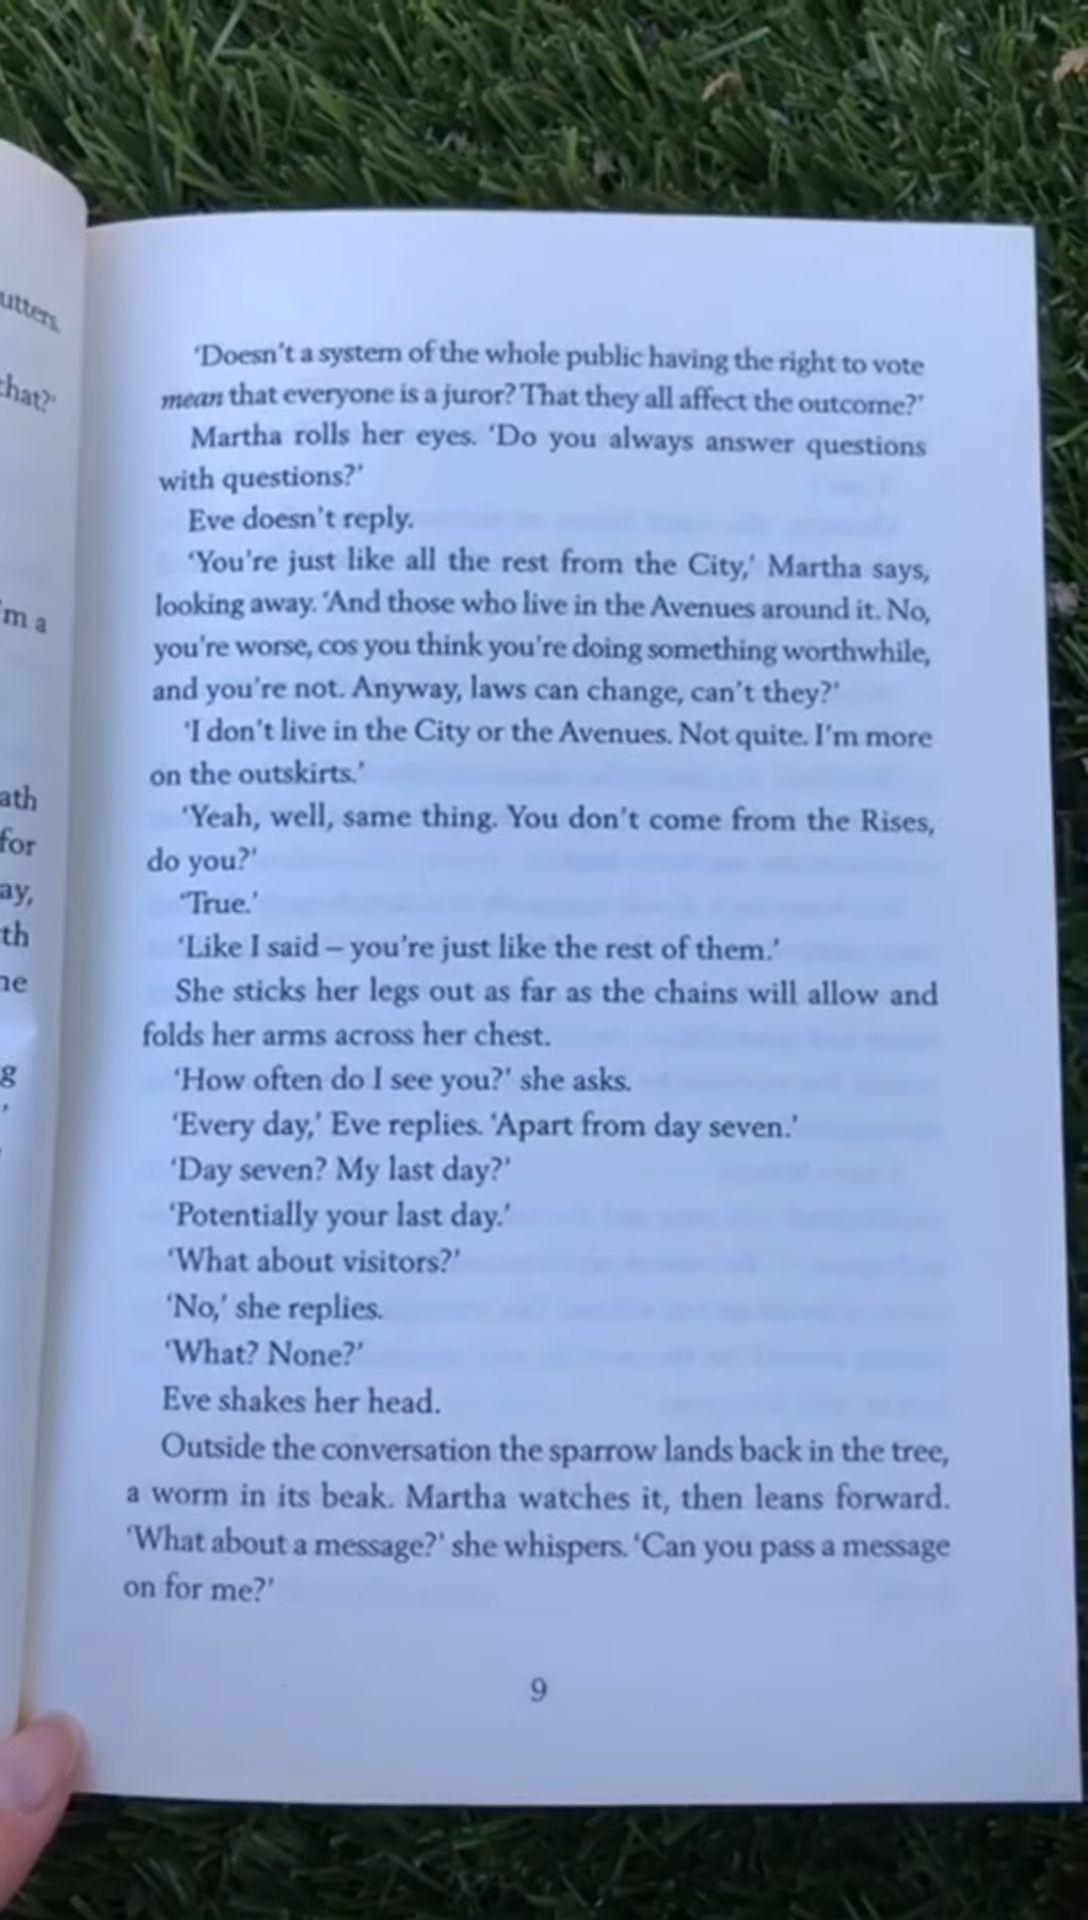 utters,
that?'
'm a
ath
for
ay,
th
ne
g
'Doesn't a system of the whole public having the right to vote
mean that everyone is a juror? That they all affect the outcome?'
Martha rolls her eyes. 'Do you always answer questions
with questions?'
Eve doesn't reply.
'You're just like all the rest from the City,' Martha says,
looking away. 'And those who live in the Avenues around it. No,
you're worse, cos you think you're doing something worthwhile,
and you're not. Anyway, laws can change, can't they?'
'I don't live in the City or the Avenues. Not quite. I'm more
on the outskirts.'
'Yeah, well, same thing. You don't come from the Rises,
do you?'
'True.'
'Like I said – you're just like the rest of them.'
She sticks her legs out as far as the chains will allow and
folds her arms across her chest.
'How often do I see you?' she asks.
'Every day,' Eve replies. 'Apart from day seven.'
'Day seven? My last day?'
'Potentially your last day.'
'What about visitors?'
'No,' she replies.
'What? None?'
Eve shakes her head.
Outside the conversation the sparrow lands back in the tree,
a worm in its beak. Martha watches it, then leans forward.
'What about a message?' she whispers. 'Can you pass a message
on for me?'
9